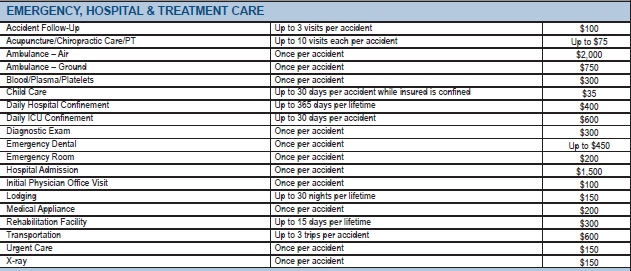 EMERGENCY, HOSPITAL & TREATMENT CARE
Accident Follow-Up Up to 3 visits per accident $100
Acupuncture/Chiropractic Care/PT Up to 10 visits each per accident Up to $75
Ambulance – Air Once per accident $2,000
Ambulance – Ground Once per accident $750
Blood/Plasma/Platelets Once per accident $300
Child Care Up to 30 days per accident while insured is confined $35
Daily Hospital Confinement Up to 365 days per lifetime $400
Daily ICU Confinement Up to 30 days per accident $600
Diagnostic Exam Once per accident $300
Emergency Dental Once per accident Up to $450
Emergency Room Once per accident $200
Hospital Admission Once per accident $1,500
Initial Physician Office Visit Once per accident $100
Lodging Up to 30 nights per lifetime $150
Medical Appliance Once per accident $200
Rehabilitation Facility Up to 15 days per lifetime $300
Transportation Up to 3 trips per accident $600
Urgent Care Once per accident $150
X-ray Once per accident $150